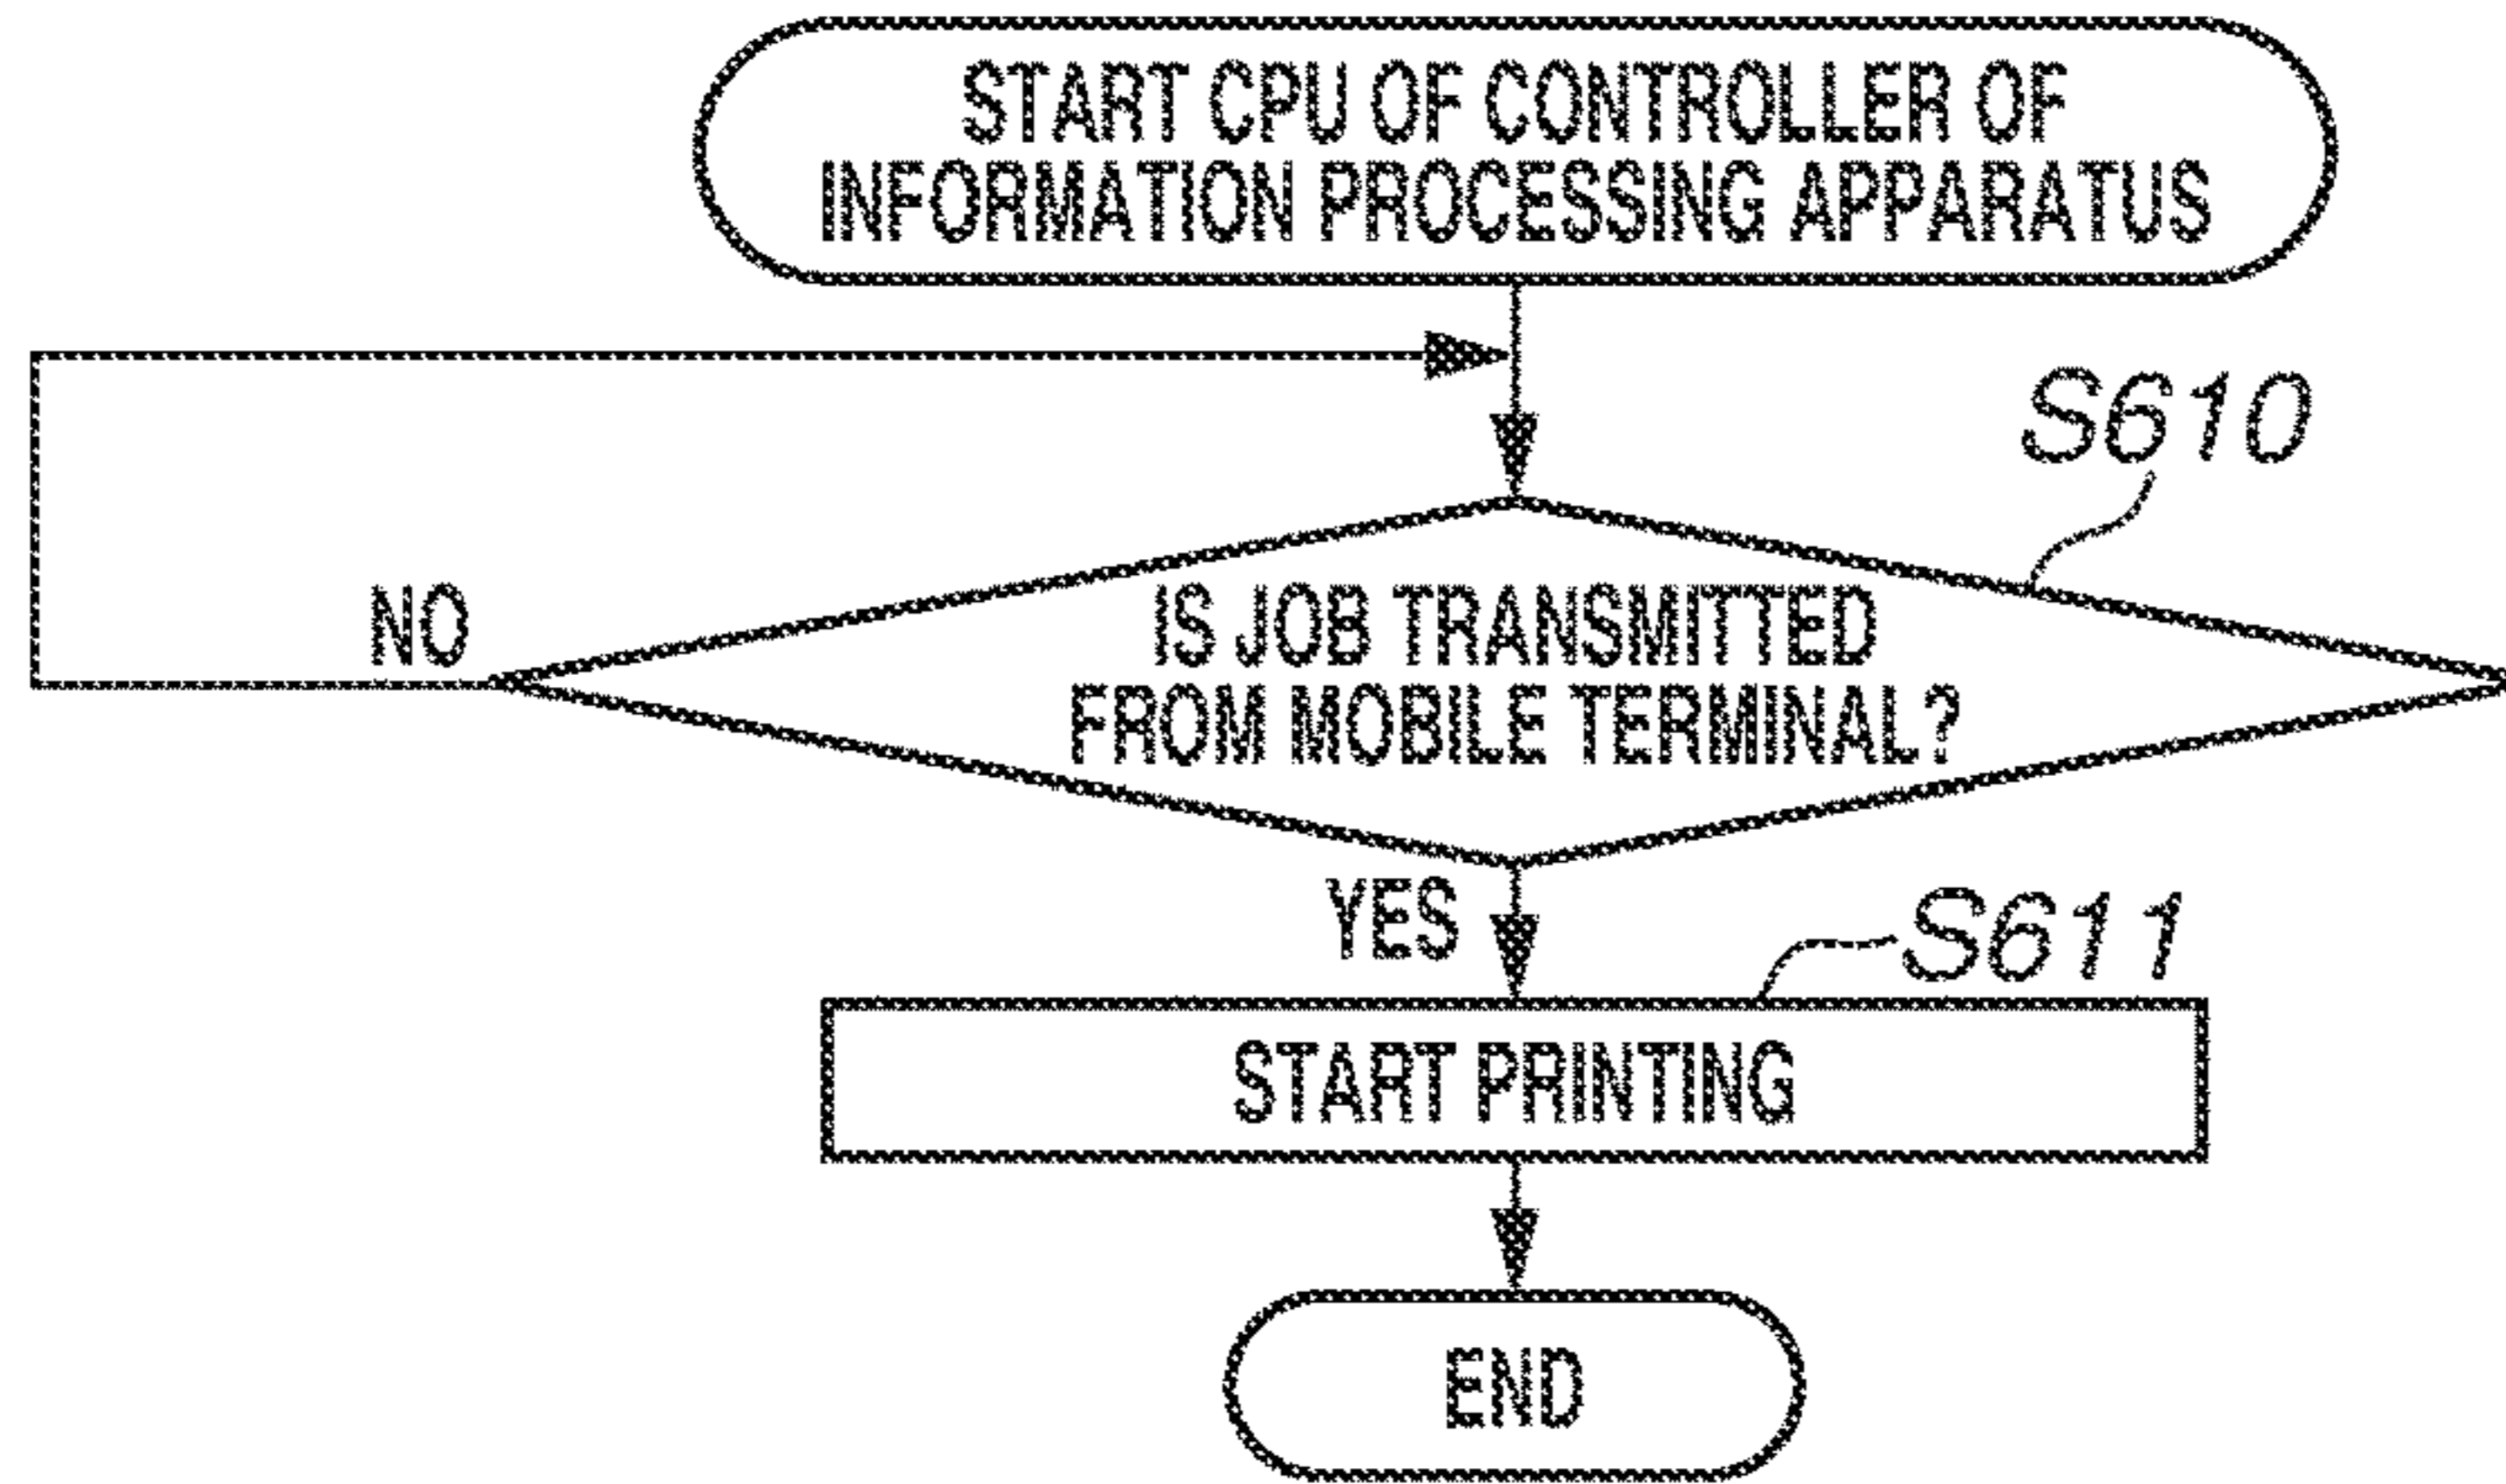 START CPU OF CONTROLLER OF
INFORMATION PROCESSING APPARATUS
S610
NO
IS JOB TRANSMITTED
FROM MOBILE TERMINAL?
YES
S611
START PRINTING
END